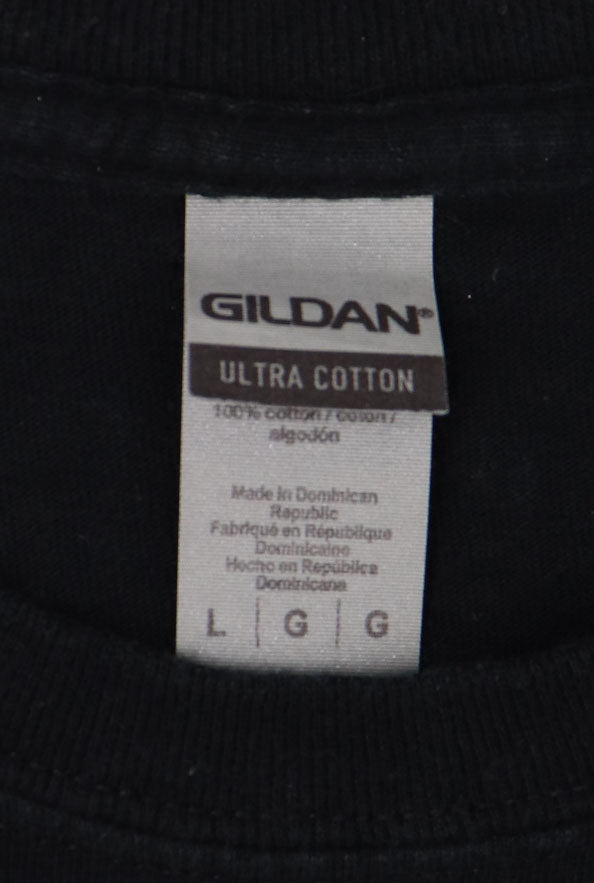 GILDAN®
ULTRA COTTON
100% cotton / coton /
algodón
Made in Dominican
Republic
Fabriqué en République
Dominicaine
Hecho en República
Dominicana
L | G | G